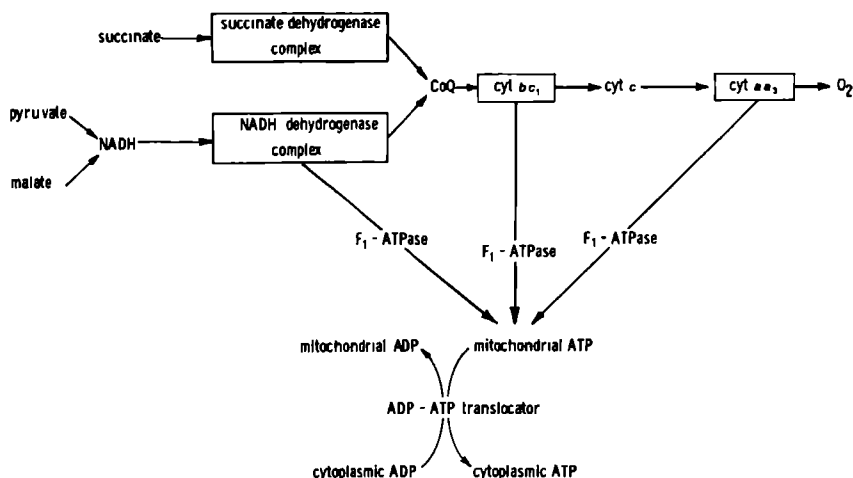 succinate
succinate dehydrogenase
complex
CoQ
cyt bc₁
cyt c
cyt aa₃
O₂
pyruvate
NADH
malate
NADH dehydrogenase
complex
F₁ - ATPase
F₁ - ATPase
F₁ - ATPase
mitochondrial ADP
mitochondrial ATP
ADP - ATP translocator
cytoplasmic ADP
cytoplasmic ATP